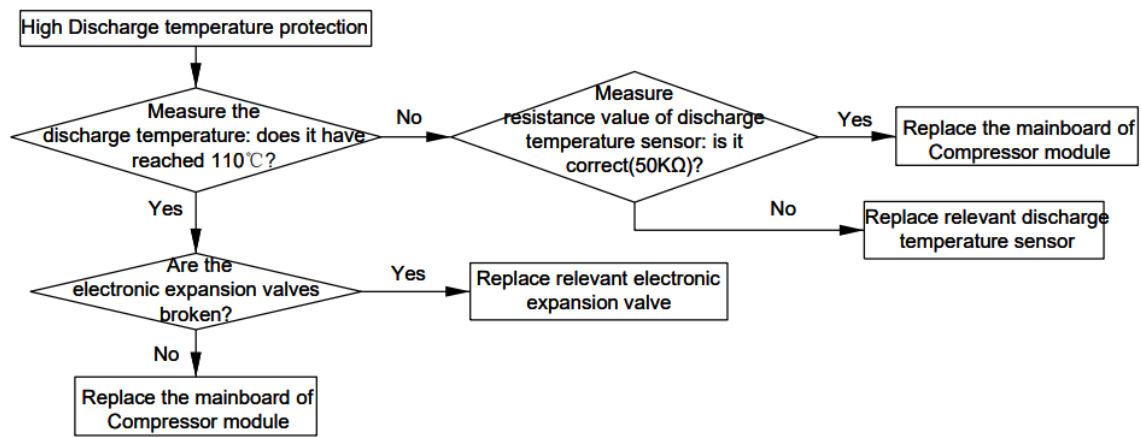 High Discharge temperature protection
Measure the
discharge temperature: does it have
reached 110℃?
No
Measure
resistance value of discharge
temperature sensor: is it
correct(50KΩ)?
Yes
Replace the mainboard of
Compressor module
No
Replace relevant discharge
temperature sensor
Yes
Are the
electronic expansion valves
broken?
Yes
Replace relevant electronic
expansion valve
No
Replace the mainboard of
Compressor module